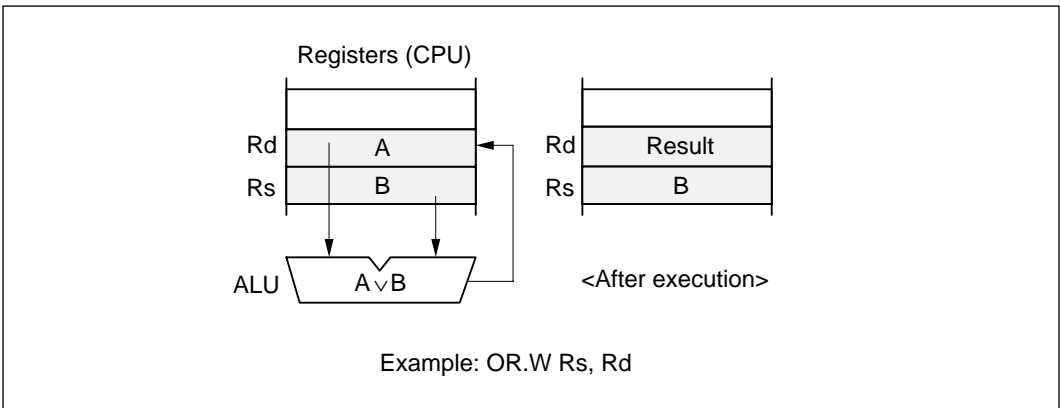 Registers (CPU)
Rd A Rd Result
Rs B Rs B
ALU A∨B <After execution>
Example: OR.W Rs, Rd